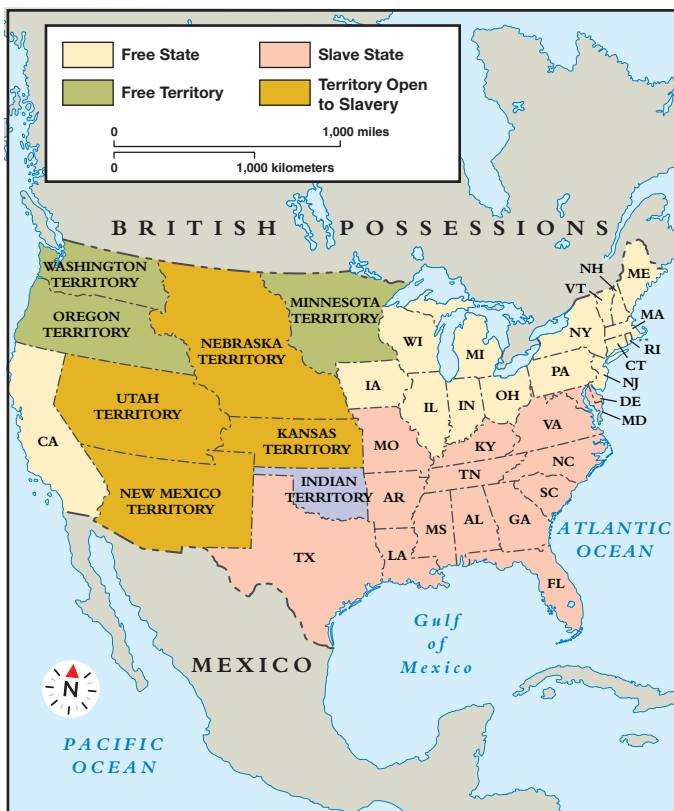 Free State
Slave State
Free Territory
Territory Open
to Slavery
0
1,000 miles
0
1,000 kilometers
BRITISH POSSESSIONS
WASHINGTON
TERRITORY
OREGON
TERRITORY
NEBRASKA
TERRITORY
MINNESOTA
TERRITORY
UTAH
TERRITORY
KANSAS
TERRITORY
NEW MEXICO
TERRITORY
INDIAN
TERRITORY
CA
TX
WI
MI
IA
IL
IN
OH
MO
KY
TN
AR
MS
AL
GA
LA
FL
SC
NC
VA
PA
NY
VT
NH
ME
MA
RI
CT
NJ
DE
MD
ATLANTIC
OCEAN
Gulf
of
Mexico
MEXICO
N
PACIFIC
OCEAN